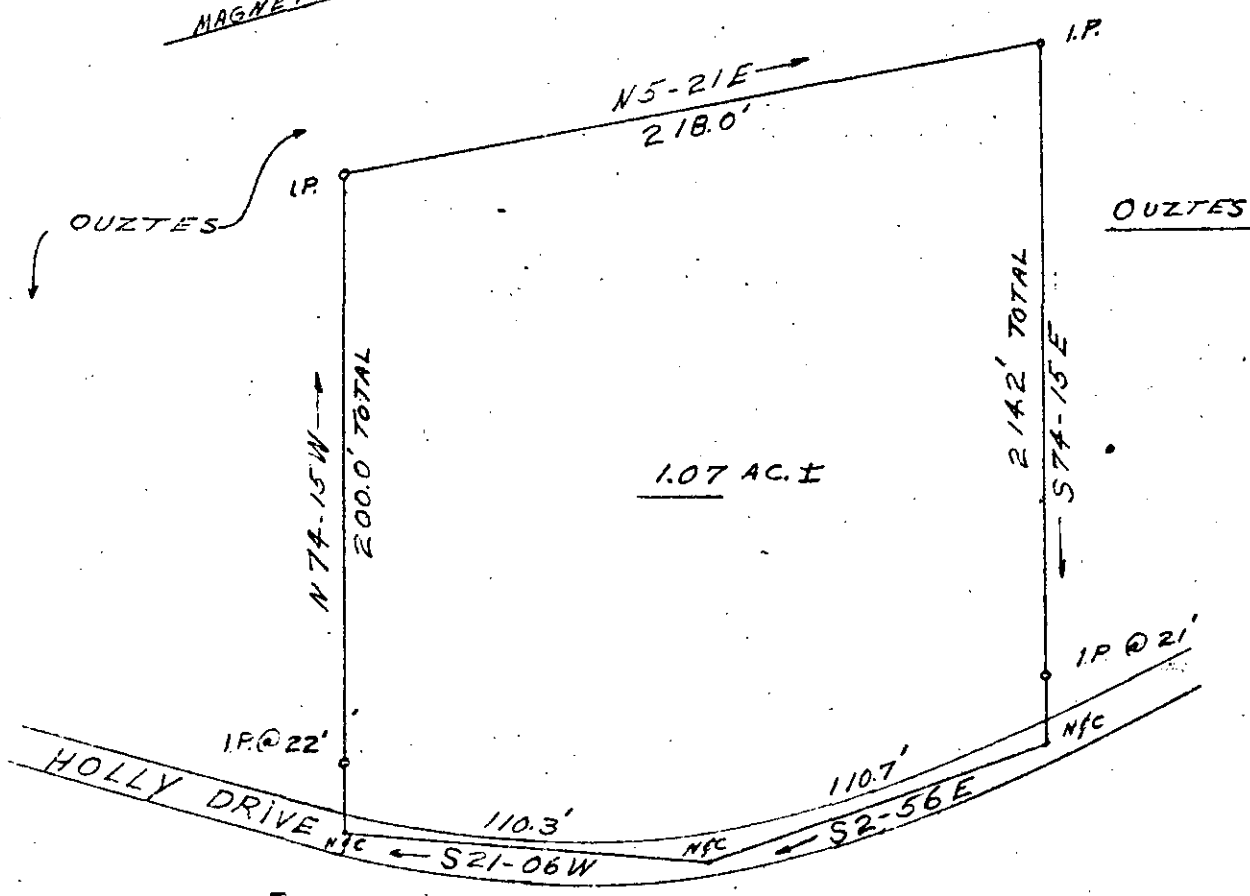 MAGNE
I.P.
N5-21E
218.0'
I.P.
OUZTES
OUZTES
N74-15W
200.0' TOTAL
214.2' TOTAL
S74-15E
1.07 AC.±
I.P. @ 21'
I.P. @ 22'
N&C
HOLLY DRIVE
110.3'
110.7'
N&C
S21-06W
N&C
S2-56E